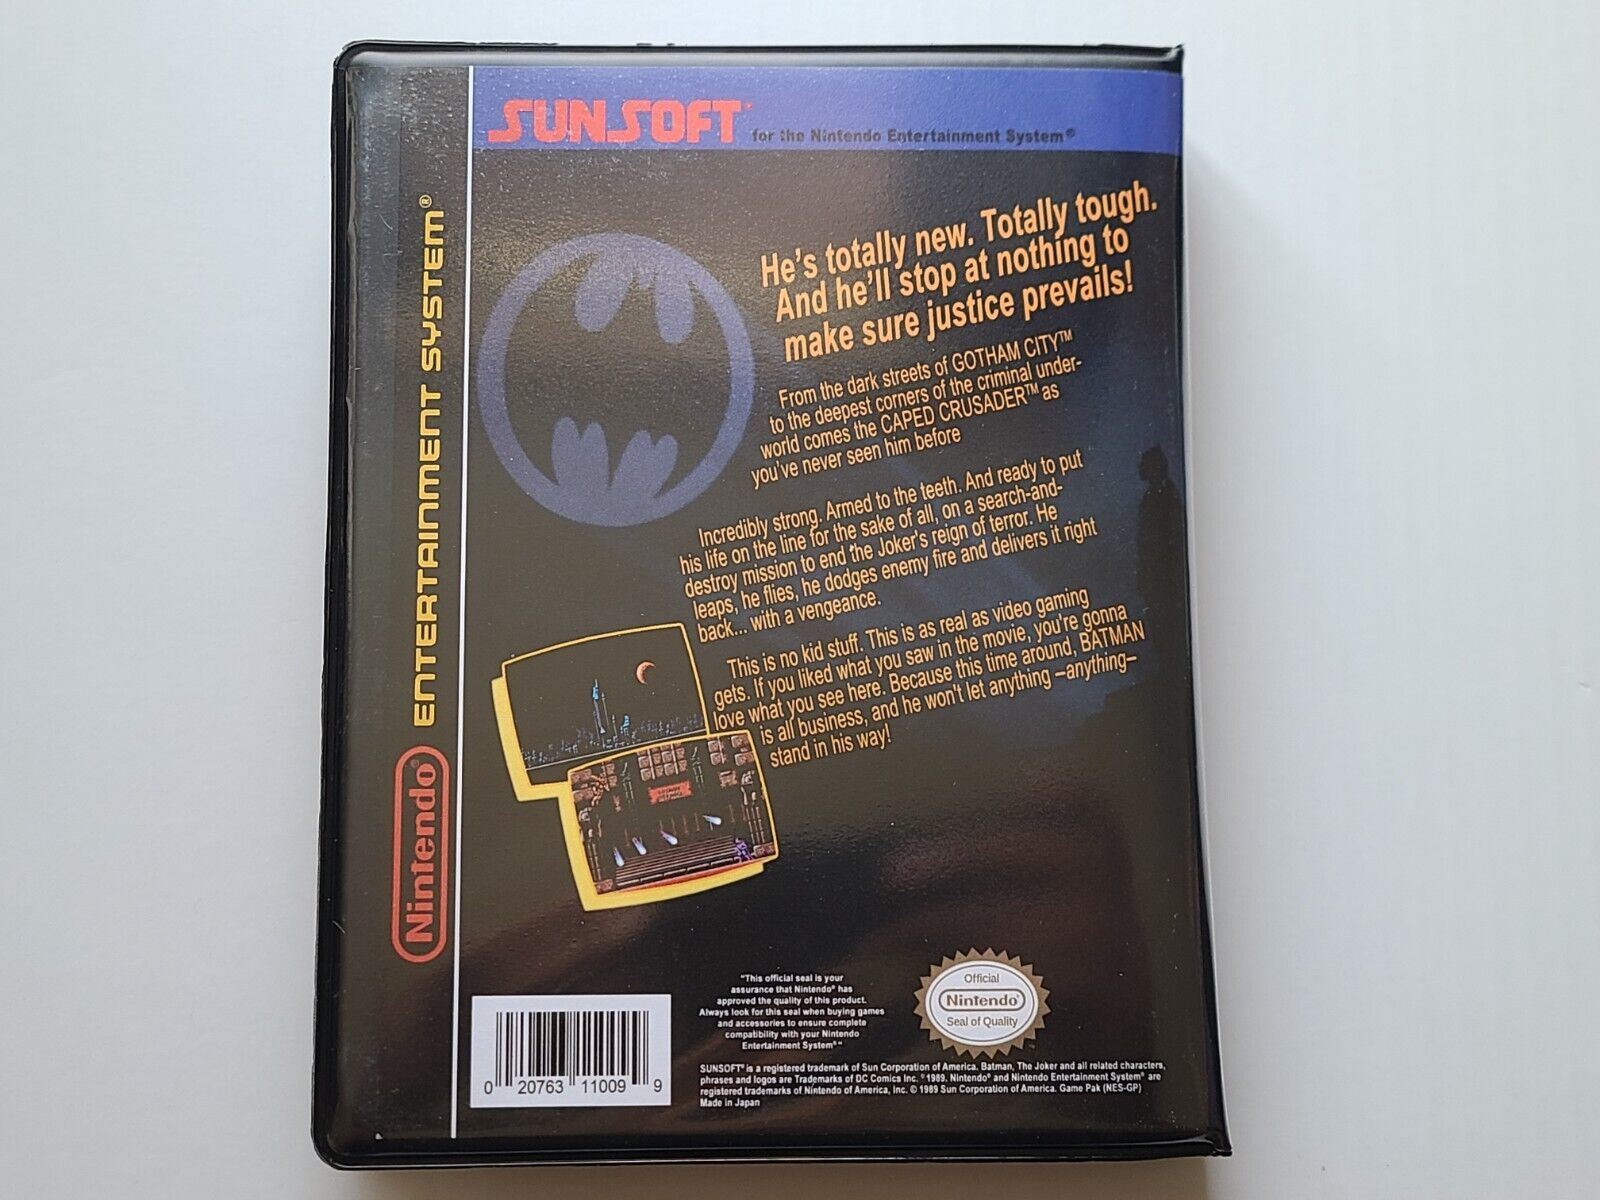 SUNSOFT® for the Nintendo Entertainment System®
Nintendo® ENTERTAINMENT SYSTEM®
He's totally new. Totally tough.
And he'll stop at nothing to
make sure justice prevails!
From the dark streets of GOTHAM CITY™
to the deepest corners of the criminal under-
world comes the CAPED CRUSADER™ as
you've never seen him before
Incredibly strong. Armed to the teeth. And ready to put
his life on the line for the sake of all, on a search-and-
destroy mission to end the Joker's reign of terror. He
leaps, he flies, he dodges enemy fire and delivers it right
back... with a vengeance.
This is no kid stuff. This is as real as video gaming
gets. If you liked what you saw in the movie, you're gonna
love what you see here. Because this time around, BATMAN
is all business, and he won't let anything –anything–
stand in his way!
"This official seal is your
assurance that Nintendo® has
approved the quality of this product.
Always look for this seal when buying games
and accessories to ensure complete
compatibility with your Nintendo
Entertainment System®"
Official
Nintendo®
Seal of Quality
SUNSOFT® is a registered trademark of Sun Corporation of America. Batman, The Joker and all related characters,
phrases and logos are Trademarks of DC Comics Inc. ©1989. Nintendo® and Nintendo Entertainment System® are
registered trademarks of Nintendo of America, Inc. © 1989 Sun Corporation of America. Game Pak (NES-GP)
Made in Japan
0 20763 11009 9